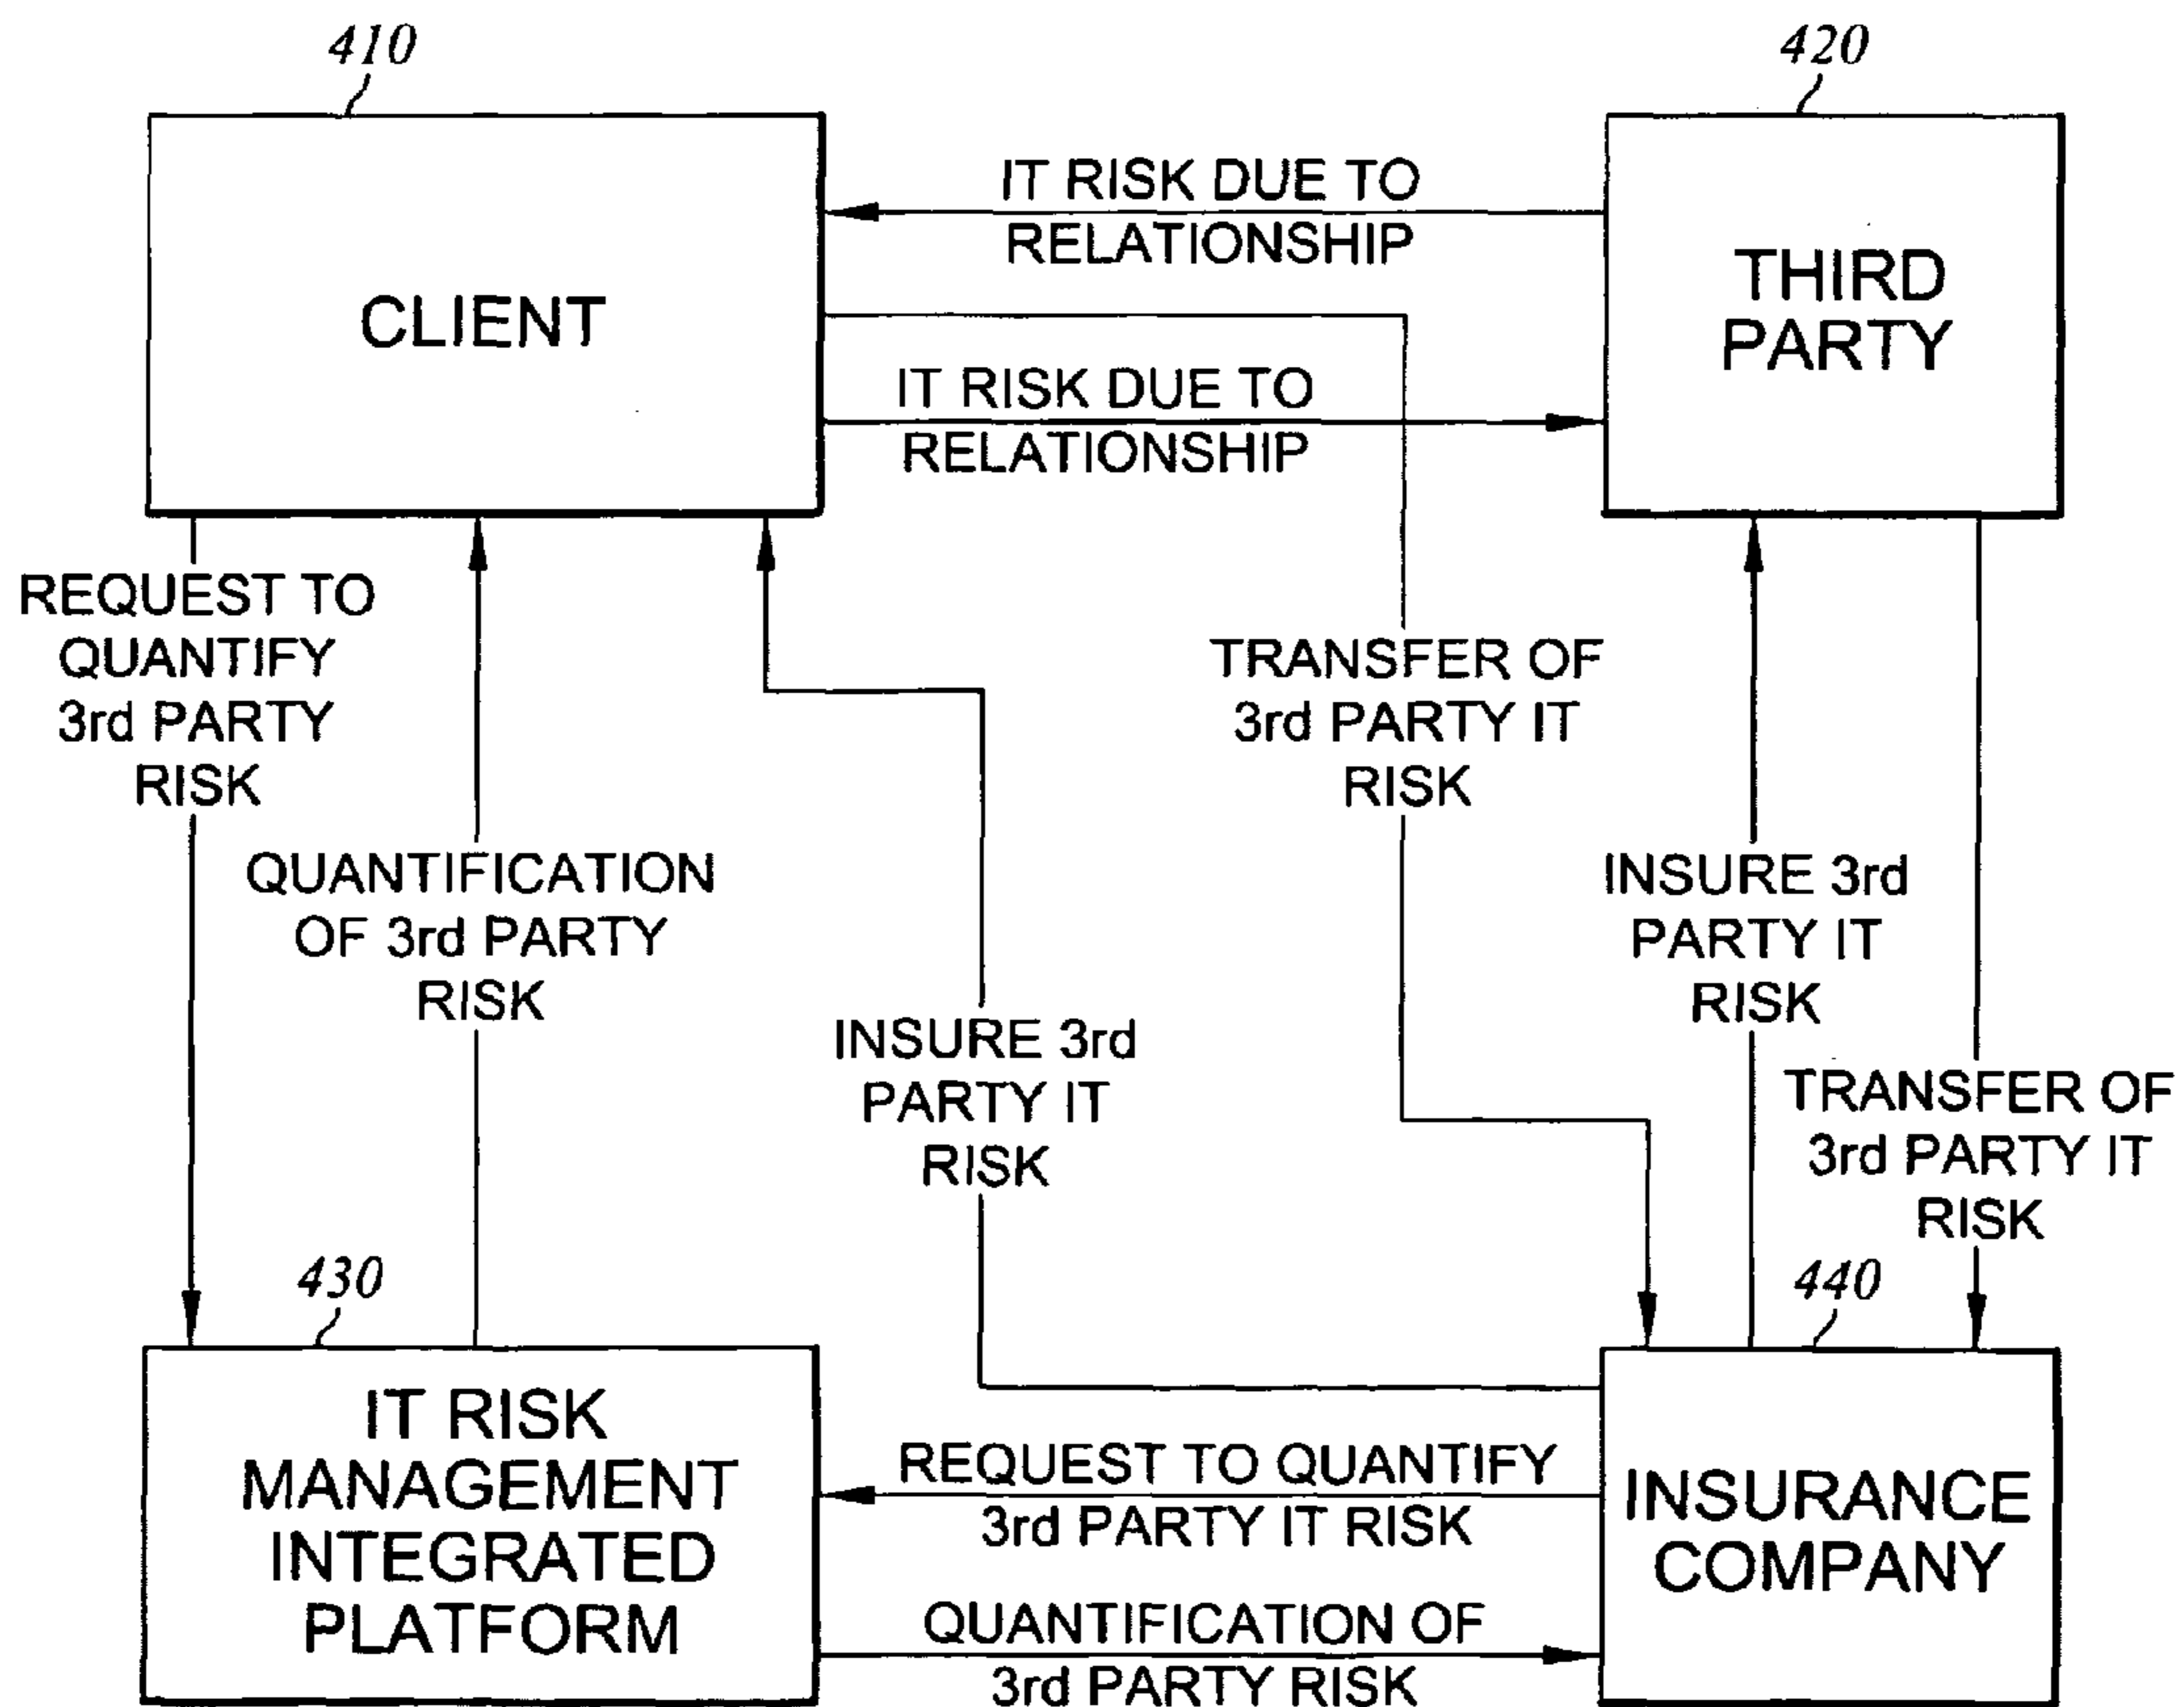 410
420
CLIENT
THIRD
PARTY
IT RISK DUE TO
RELATIONSHIP
IT RISK DUE TO
RELATIONSHIP
REQUEST TO
QUANTIFY
3rd PARTY
RISK
QUANTIFICATION
OF 3rd PARTY
RISK
INSURE 3rd
PARTY IT
RISK
TRANSFER OF
3rd PARTY IT
RISK
INSURE 3rd
PARTY IT
RISK
TRANSFER OF
3rd PARTY IT
RISK
430
440
IT RISK
MANAGEMENT
INTEGRATED
PLATFORM
REQUEST TO QUANTIFY
3rd PARTY IT RISK
QUANTIFICATION OF
3rd PARTY RISK
INSURANCE
COMPANY